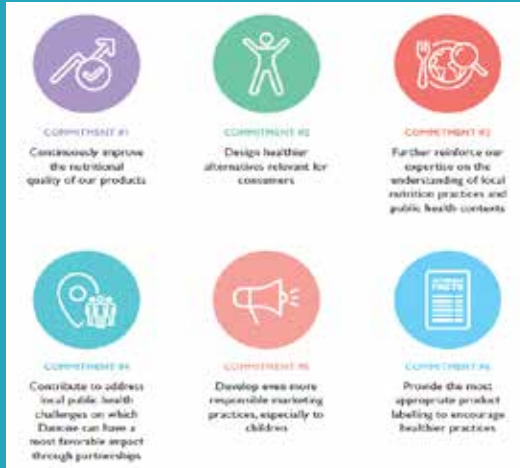 COMMITMENT #1
Continuously improve
the nutritional
quality of our products
COMMITMENT #2
Design healthier
alternatives relevant for
consumers
COMMITMENT #3
Further reinforce our
expertise on the
understanding of local
nutrition practices and
public health contexts
COMMITMENT #4
Contribute to address
local public health
challenges on which
Danone can have a
most favorable impact
through partnerships
COMMITMENT #5
Develop even more
responsible marketing
practices, especially to
children
FACTS
COMMITMENT #6
Provide the most
appropriate product
labelling to encourage
healthier practices